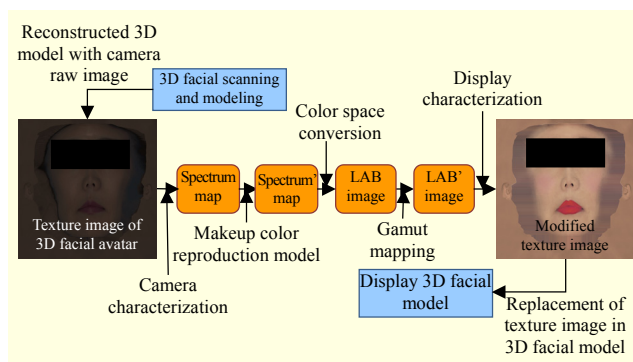 Reconstructed 3D
model with camera
raw image
3D facial scanning
and modeling
Texture image of
3D facial avatar
Camera
characterization
Spectrum
map
Makeup color
reproduction model
Spectrum’
map
Color space
conversion
LAB
image
Gamut
mapping
LAB’
image
Display
characterization
Modified
texture image
Replacement of
texture image in
3D facial model
Display 3D facial
model